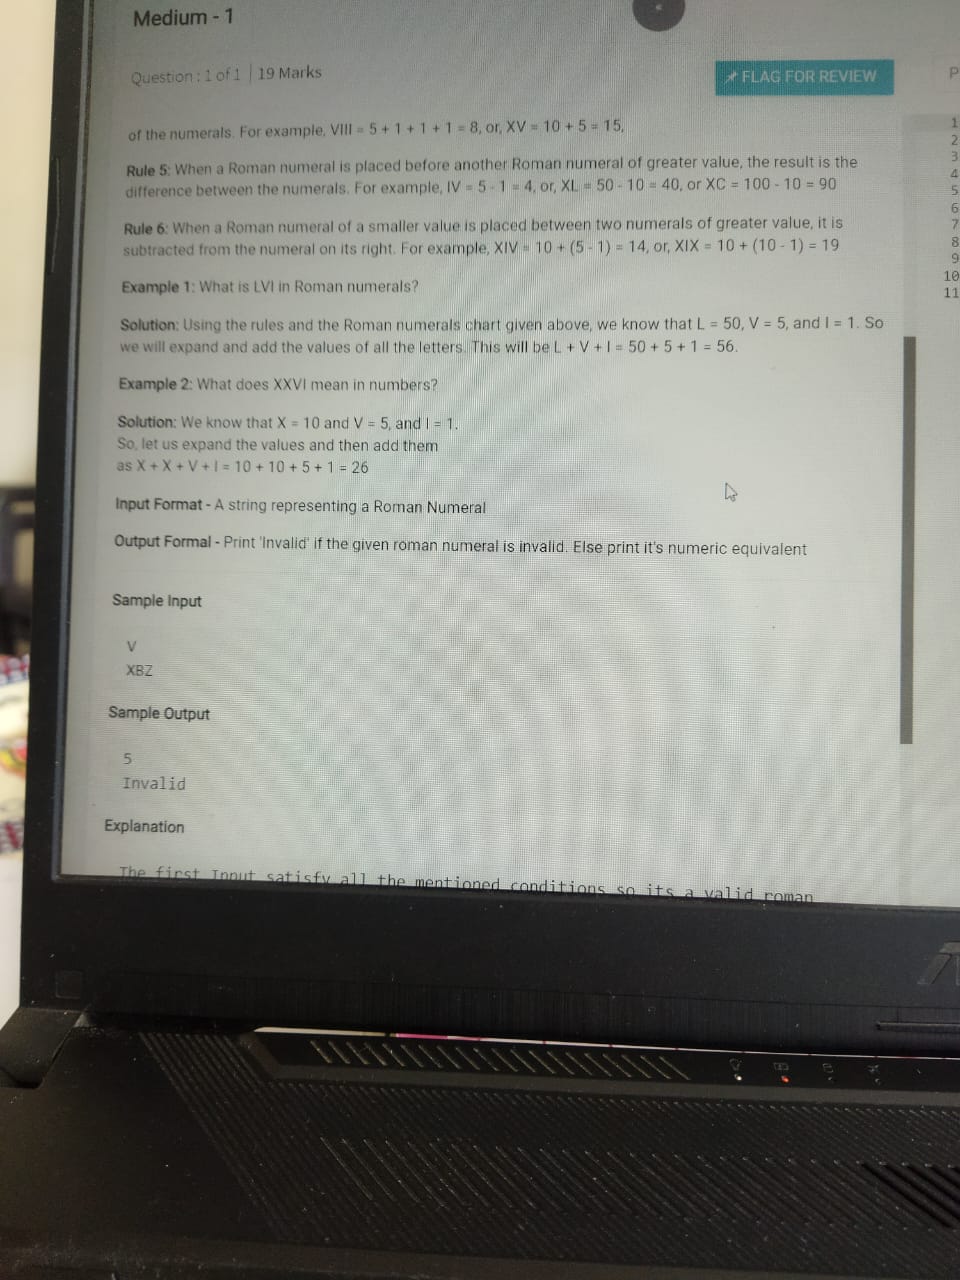 Medium - 1
Question : 1 of 1 | 19 Marks
FLAG FOR REVIEW
P
of the numerals. For example, VIII = 5 + 1 + 1 + 1 = 8, or, XV = 10 + 5 = 15,
Rule 5: When a Roman numeral is placed before another Roman numeral of greater value, the result is the
difference between the numerals. For example, IV = 5 - 1 = 4, or, XL = 50 - 10 = 40, or XC = 100 - 10 = 90
Rule 6: When a Roman numeral of a smaller value is placed between two numerals of greater value, it is
subtracted from the numeral on its right. For example, XIV = 10 + (5 - 1) = 14, or, XIX = 10 + (10 - 1) = 19
Example 1: What is LVI in Roman numerals?
Solution: Using the rules and the Roman numerals chart given above, we know that L = 50, V = 5, and I = 1. So
we will expand and add the values of all the letters. This will be L + V + I = 50 + 5 + 1 = 56.
Example 2: What does XXVI mean in numbers?
Solution: We know that X = 10 and V = 5, and I = 1.
So, let us expand the values and then add them
as X + X + V + I = 10 + 10 + 5 + 1 = 26
Input Format - A string representing a Roman Numeral
Output Formal - Print 'Invalid' if the given roman numeral is invalid. Else print it's numeric equivalent
Sample Input
V
XBZ
Sample Output
5
Invalid
Explanation
The first Input satisfy all the mentioned conditions so its a valid roman
1
2
3
4
5
6
7
8
9
10
11